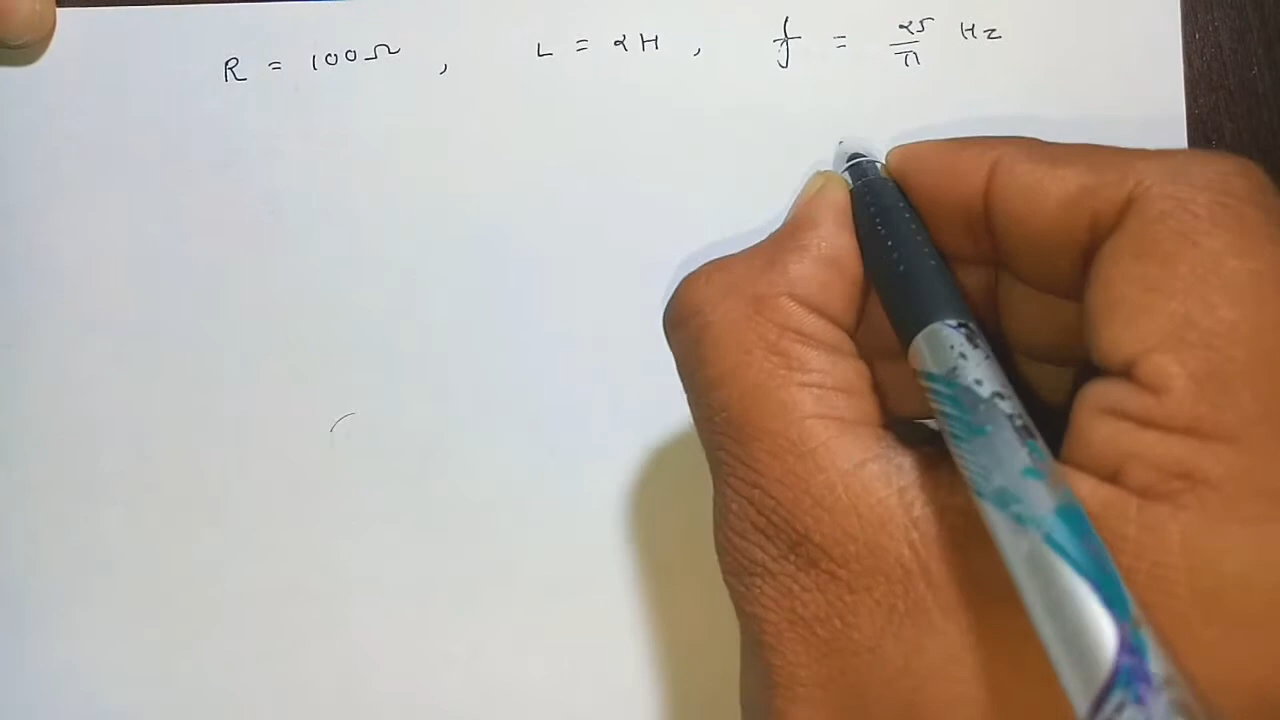 R = 100Ω , L = 2H , f = 25/π Hz